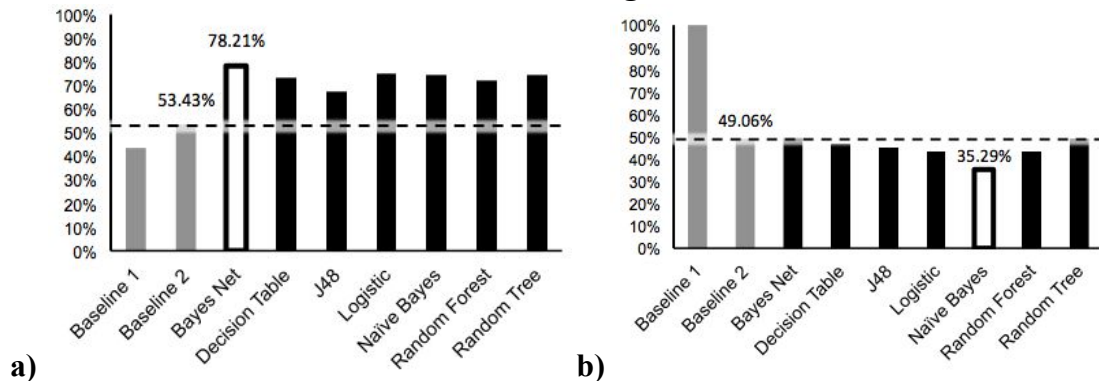 100%
90%
80%
70%
60%
50%
40%
30%
20%
10%
0%
53.43%
78.21%
Baseline 1
Baseline 2
Bayes Net
Decision Table
J48
Logistic
Naïve Bayes
Random Forest
Random Tree
a)
100%
90%
80%
70%
60%
50%
40%
30%
20%
10%
0%
49.06%
35.29%
Baseline 1
Baseline 2
Bayes Net
Decision Table
J48
Logistic
Naïve Bayes
Random Forest
Random Tree
b)